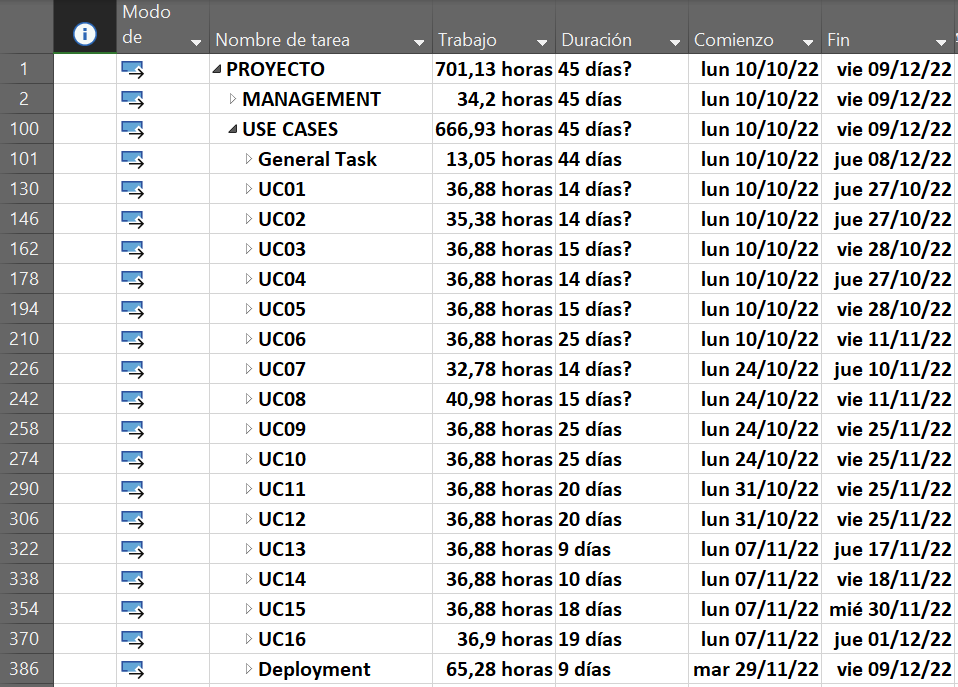 Modo de Nombre de tarea Trabajo Duración Comienzo Fin
1 PROYECTO 701,13 horas 45 días? lun 10/10/22 vie 09/12/22
2 MANAGEMENT 34,2 horas 45 días lun 10/10/22 vie 09/12/22
100 USE CASES 666,93 horas 45 días? lun 10/10/22 vie 09/12/22
101 General Task 13,05 horas 44 días lun 10/10/22 jue 08/12/22
130 UC01 36,88 horas 14 días? lun 10/10/22 jue 27/10/22
146 UC02 35,38 horas 14 días? lun 10/10/22 jue 27/10/22
162 UC03 36,88 horas 15 días? lun 10/10/22 vie 28/10/22
178 UC04 36,88 horas 14 días? lun 10/10/22 jue 27/10/22
194 UC05 36,88 horas 15 días? lun 10/10/22 vie 28/10/22
210 UC06 36,88 horas 25 días? lun 10/10/22 vie 11/11/22
226 UC07 32,78 horas 14 días? lun 24/10/22 jue 10/11/22
242 UC08 40,98 horas 15 días? lun 24/10/22 vie 11/11/22
258 UC09 36,88 horas 25 días lun 24/10/22 vie 25/11/22
274 UC10 36,88 horas 25 días lun 24/10/22 vie 25/11/22
290 UC11 36,88 horas 20 días lun 31/10/22 vie 25/11/22
306 UC12 36,88 horas 20 días lun 31/10/22 vie 25/11/22
322 UC13 36,88 horas 9 días lun 07/11/22 jue 17/11/22
338 UC14 36,88 horas 10 días lun 07/11/22 vie 18/11/22
354 UC15 36,88 horas 18 días lun 07/11/22 mié 30/11/22
370 UC16 36,9 horas 19 días lun 07/11/22 jue 01/12/22
386 Deployment 65,28 horas 9 días mar 29/11/22 vie 09/12/22